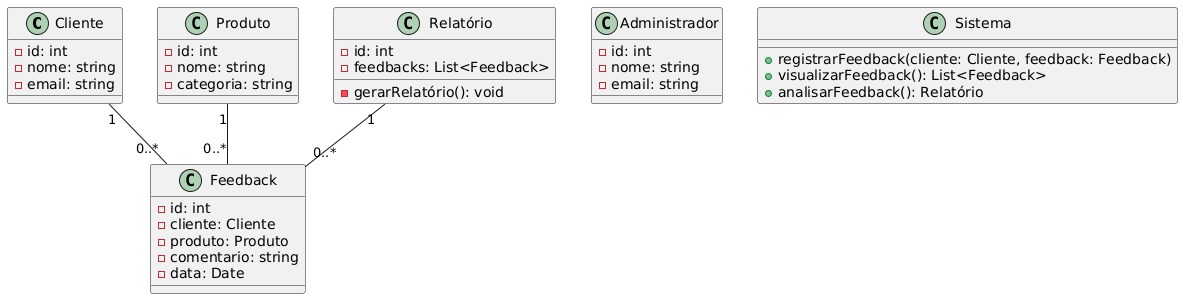 C Cliente
id: int
nome: string
email: string
C Produto
id: int
nome: string
categoria: string
C Relatório
id: int
feedbacks: List<Feedback>
gerarRelatório(): void
C Administrador
id: int
nome: string
email: string
C Sistema
registrarFeedback(cliente: Cliente, feedback: Feedback)
visualizarFeedback(): List<Feedback>
analisarFeedback(): Relatório
1
1
1
0..*
0..*
0..*
C Feedback
id: int
cliente: Cliente
produto: Produto
comentario: string
data: Date